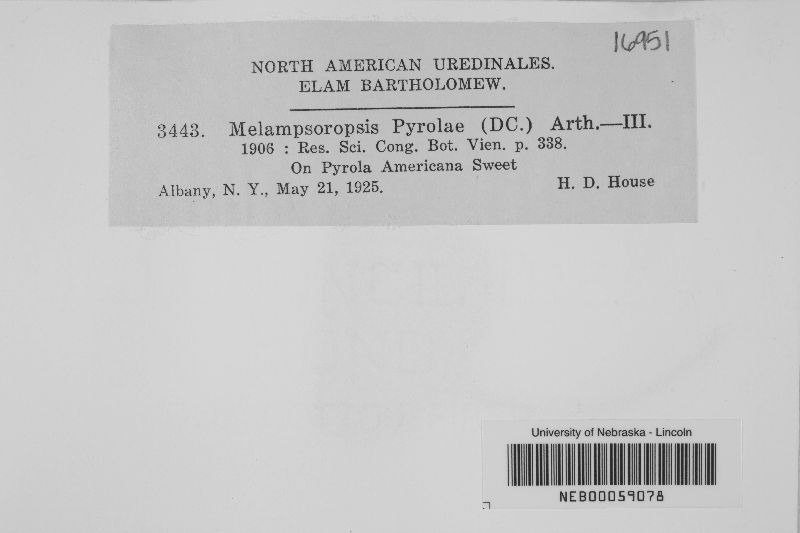 16951
NORTH AMERICAN UREDINALES.
ELAM BARTHOLOMEW.
3443. Melampsoropsis Pyrolae (DC.) Arth.—III.
1906 : Res. Sci. Cong. Bot. Vien. p. 338.
On Pyrola Americana Sweet
Albany, N. Y., May 21, 1925. H. D. House
University of Nebraska - Lincoln
NEB00059078